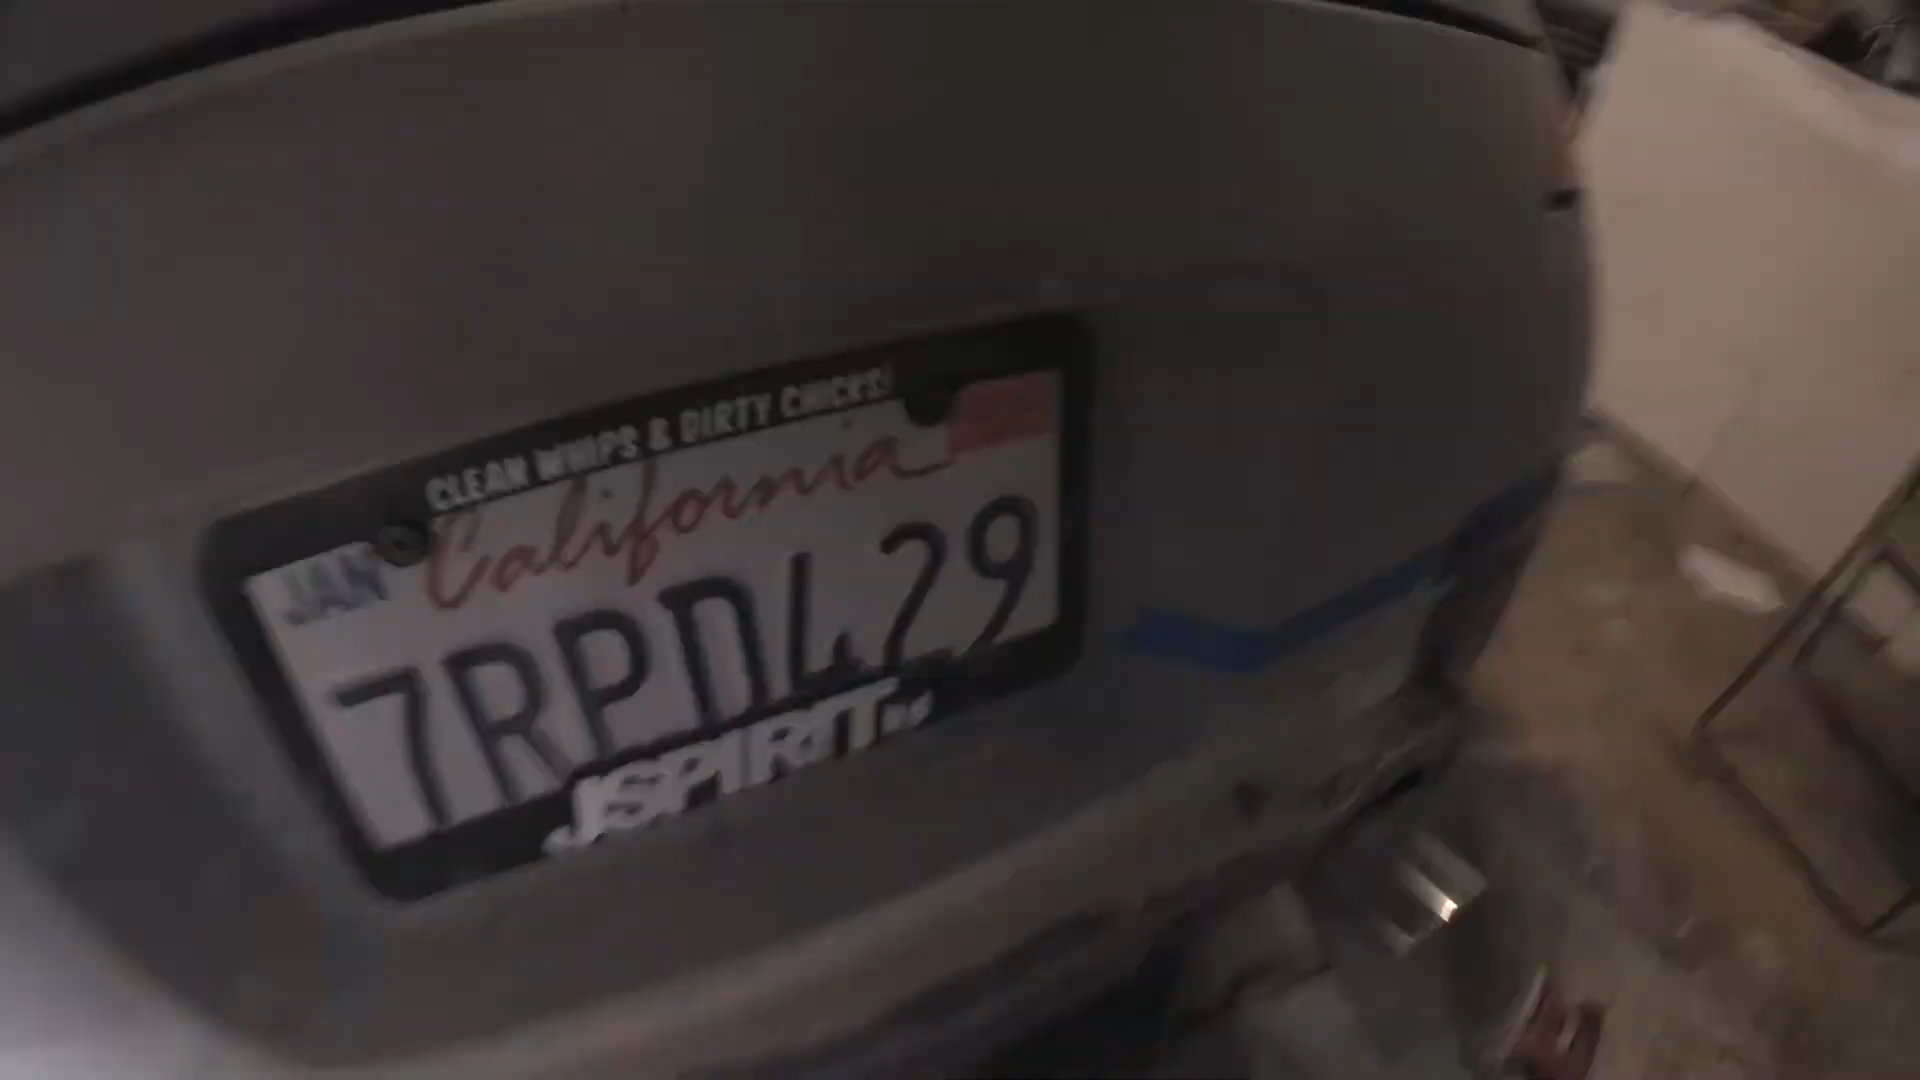 CLEAN WHIPS & DIRTY CHICKS!
California
JAN
7RPD429
JSPIRIT